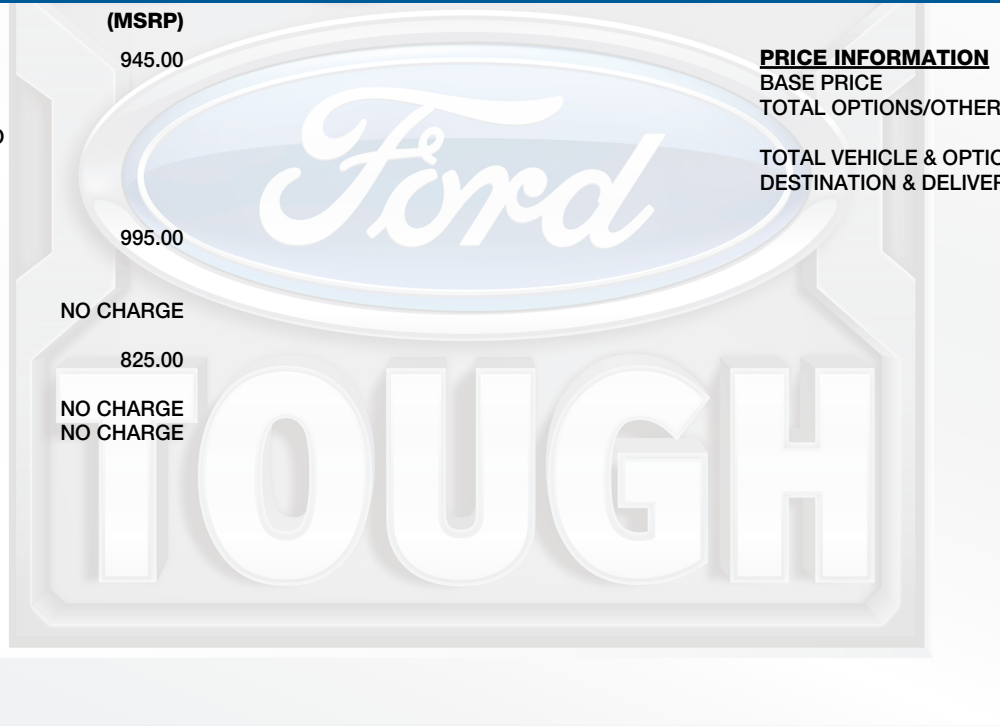 (MSRP)
945.00
995.00
NO CHARGE
825.00
NO CHARGE
NO CHARGE
PRICE INFORMATION
BASE PRICE
TOTAL OPTIONS/OTHER
TOTAL VEHICLE & OPTIO
DESTINATION & DELIVER
Ford
TOUGH